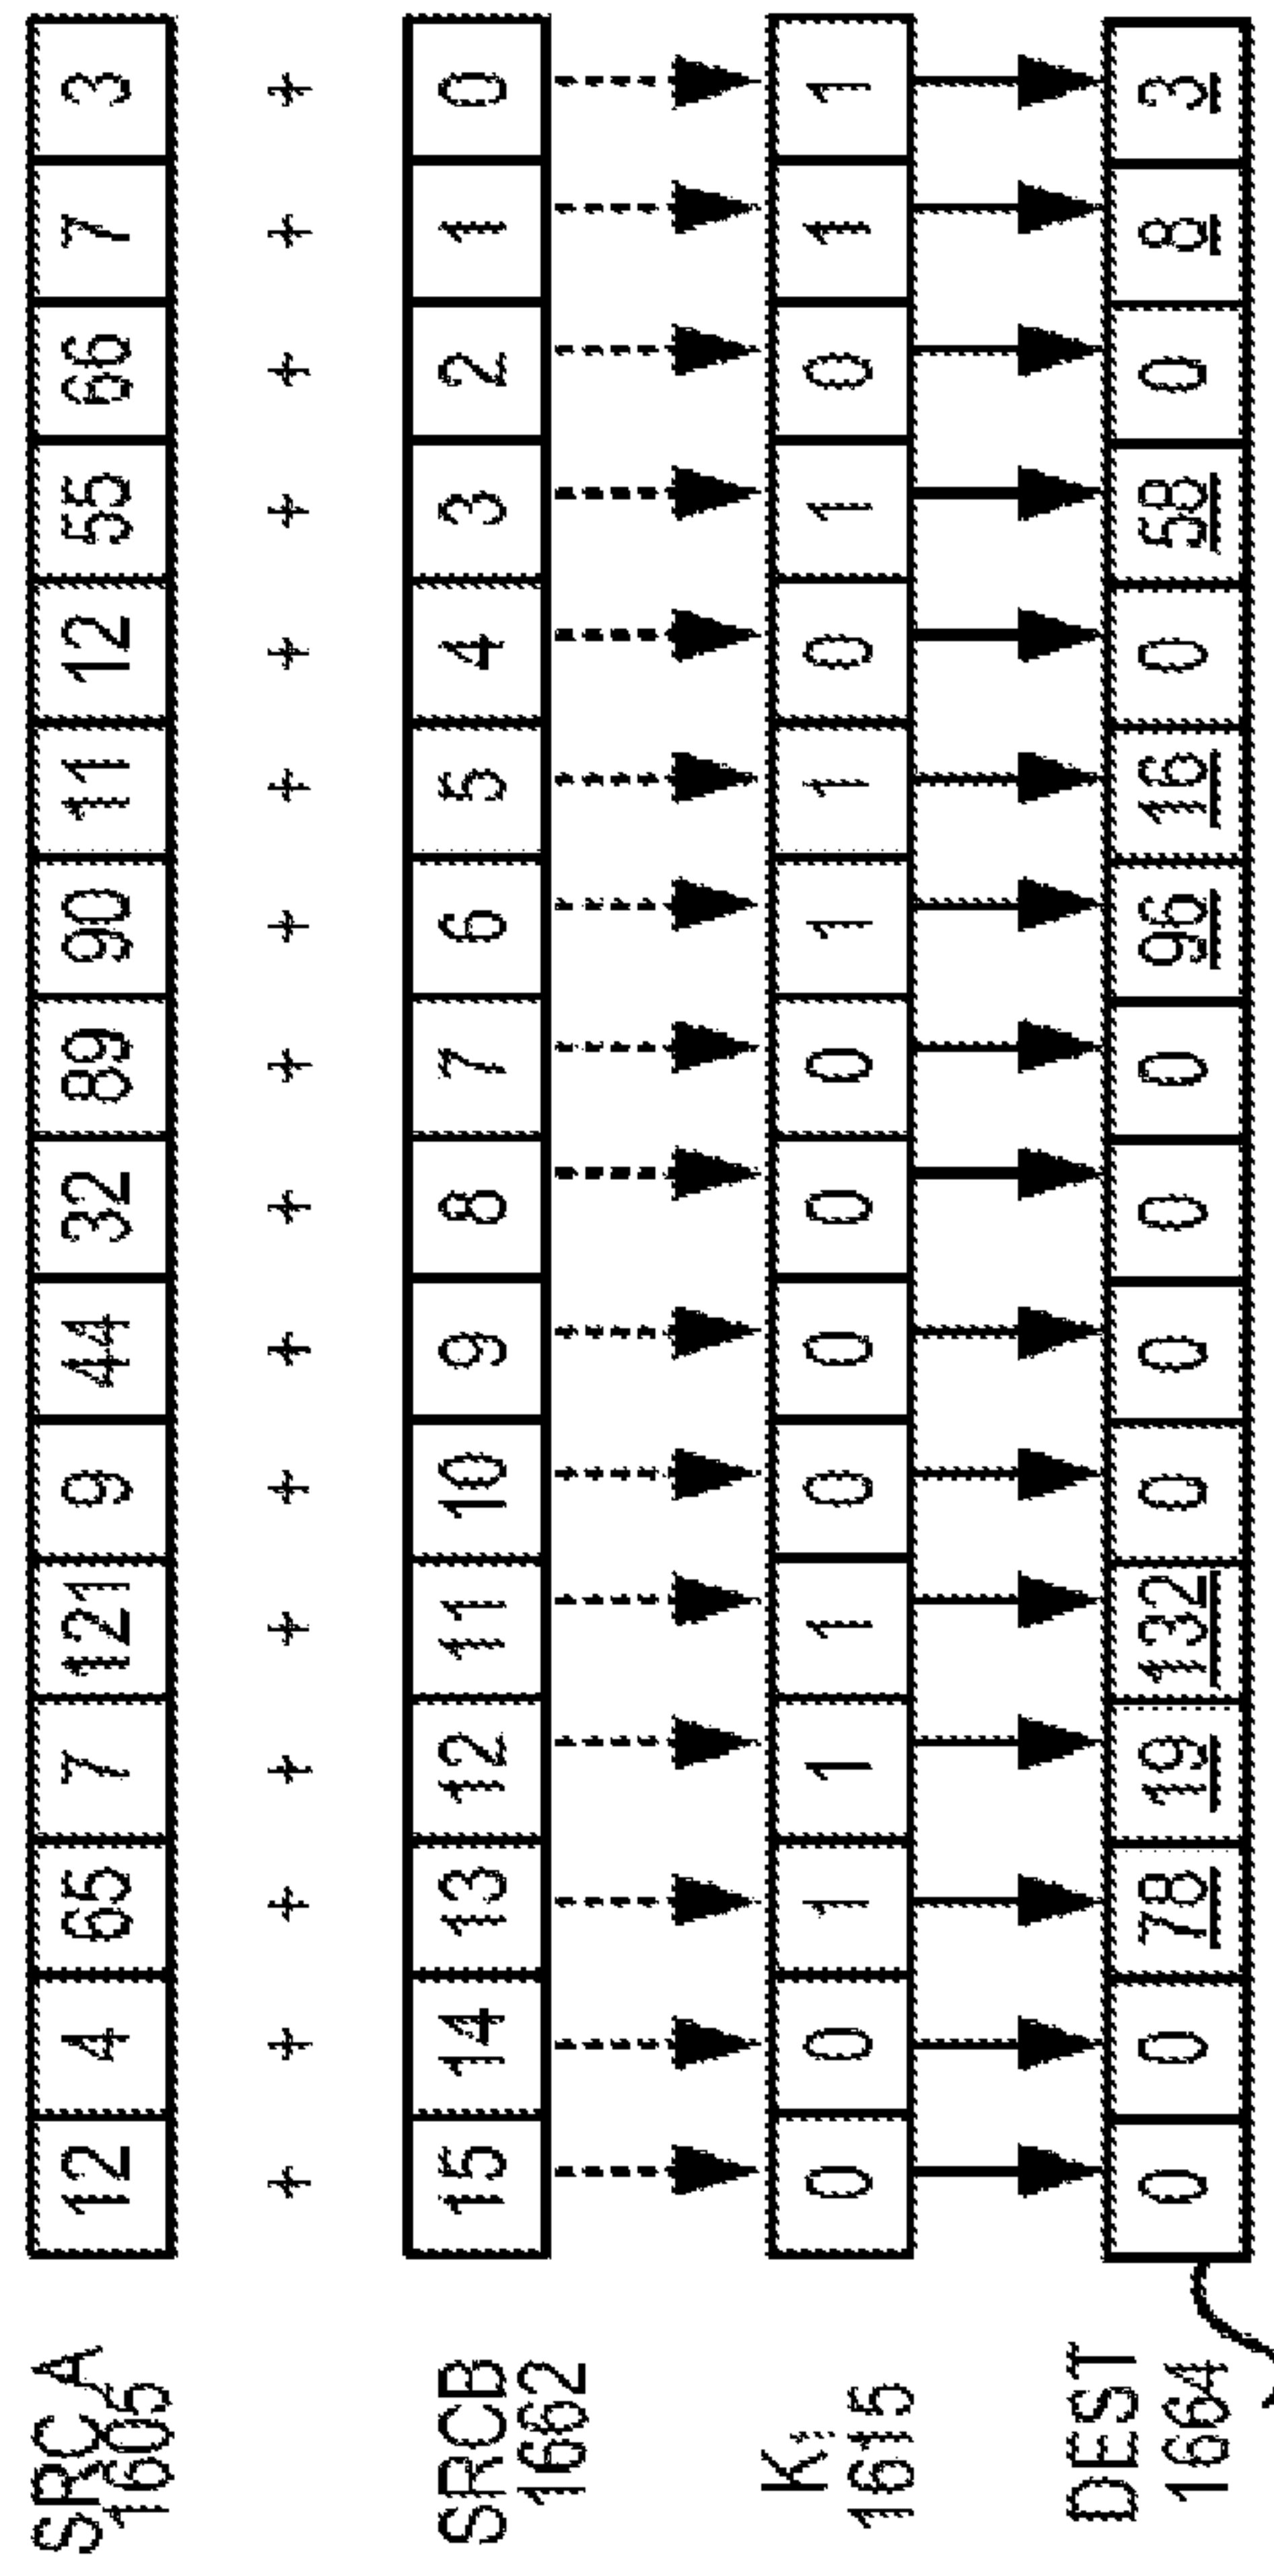 SRC A 12 4 65 7 121 9 44 32 89 90 11 12 55 66 7 3
1605
+ + + + + + + + + + + + + + + +
SRCB 15 14 13 12 11 10 9 8 7 6 5 4 3 2 1 0
1662
K 0 0 1 1 1 0 0 0 0 1 1 0 1 0 1 1
1615
DEST 0 0 78 19 132 0 0 0 0 96 16 0 58 0 8 3
1664